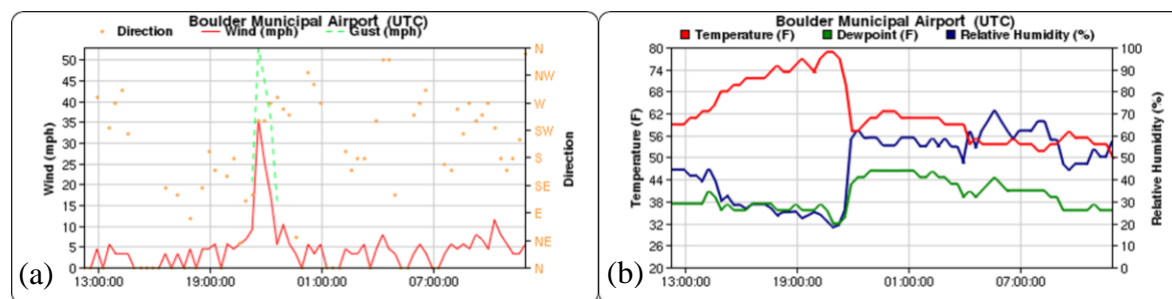 Boulder Municipal Airport (UTC)
Direction Wind (mph) Gust (mph)
50
45
40
35
30
25
20
15
10
5
0
Wind (mph)
N
NW
W
SW
S
SE
E
NE
N
Direction
13:00:00 19:00:00 01:00:00 07:00:00
(a)
Boulder Municipal Airport (UTC)
Temperature (F) Dewpoint (F) Relative Humidity (%)
80
74
68
62
56
50
44
38
32
26
20
Temperature (F)
100
90
80
70
60
50
40
30
20
10
0
Relative Humidity (%)
13:00:00 19:00:00 01:00:00 07:00:00
(b)